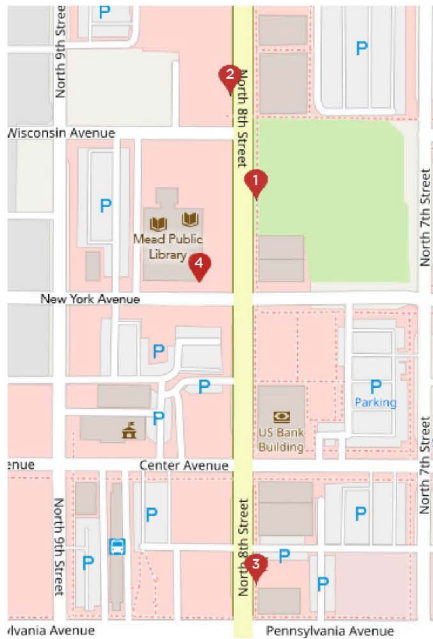 P
North 9th Street
P
2
North 8th Street
Wisconsin Avenue
1
P
Mead Public
Library
4
North 7th Street
New York Avenue
P
P
P
Parking
P
US Bank
Building
enue
Center Avenue
North 7th Street
North 9th Street
P
P
P
North 8th Street
P
3
P
lvania Avenue
Pennsylvania Avenue